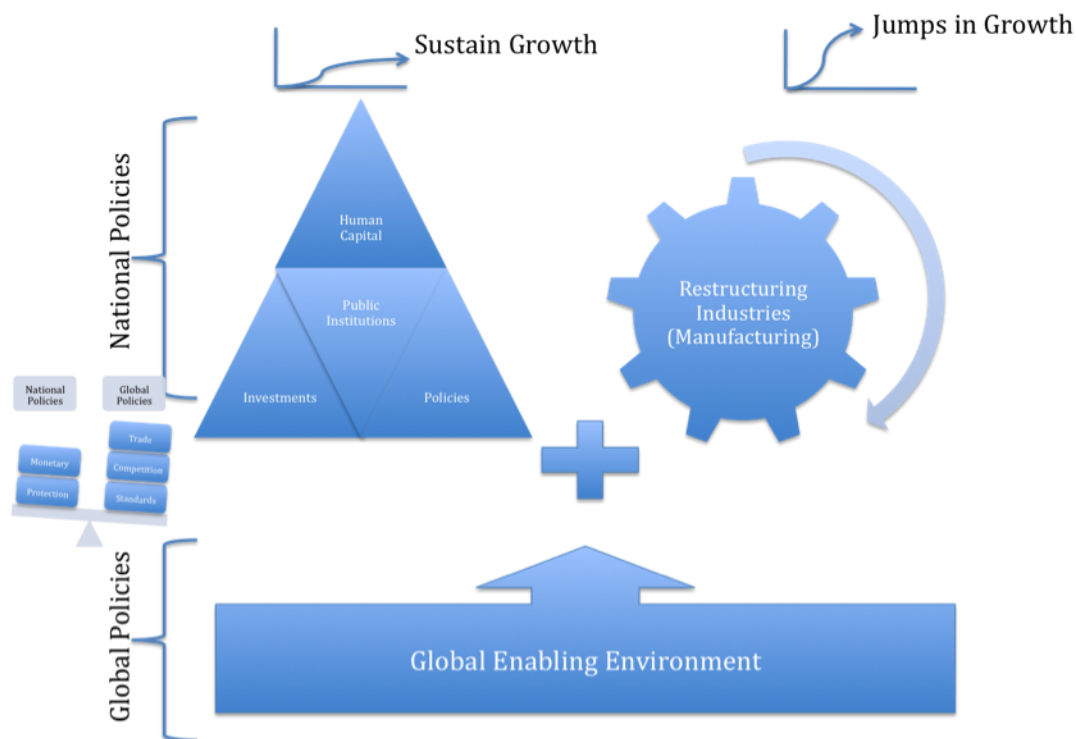 Sustain Growth
Jumps in Growth
National Policies
Human
Capital
Public
Institutions
Investments
Policies
Restructuring
Industries
(Manufacturing)
National
Policies
Global
Policies
Trade
Monetary
Competition
Protection
Standards
Global Policies
Global Enabling Environment